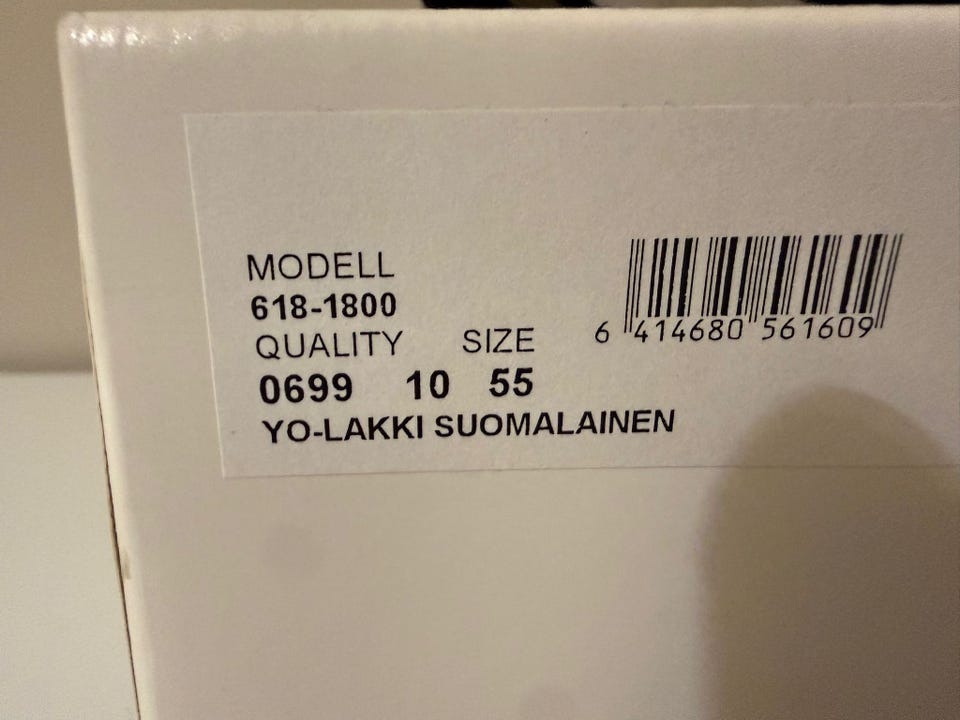 MODELL
618-1800
QUALITY SIZE
0699 10 55
YO-LAKKI SUOMALAINEN
6 414680 561609